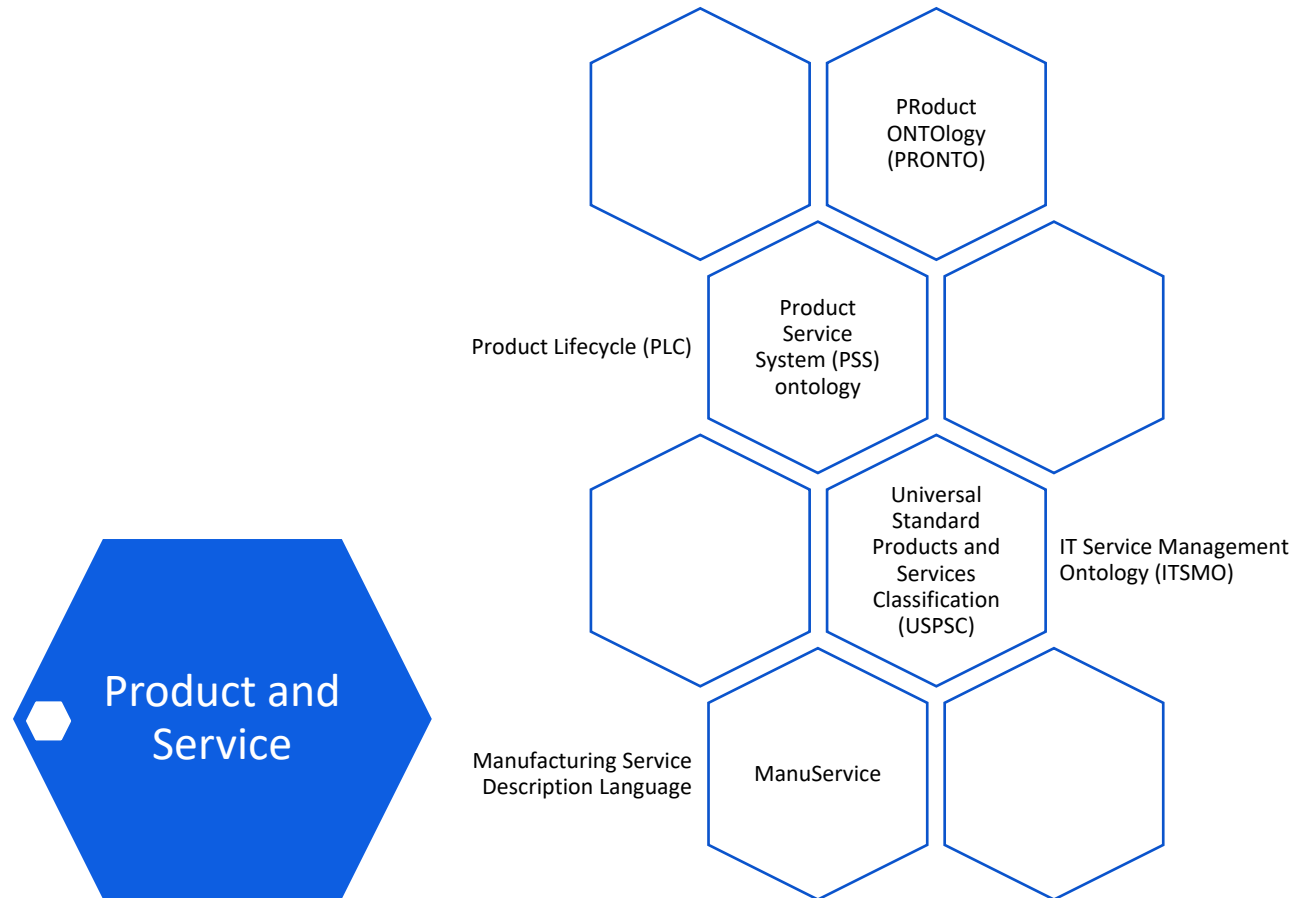 PRoduct
ONTOlogy
(PRONTO)
Product Lifecycle (PLC)
Product
Service
System (PSS)
ontology
Universal
Standard
Products and
Services
Classification
(USPSC)
IT Service Management
Ontology (ITSMO)
Product and
Service
Manufacturing Service
Description Language
ManuService